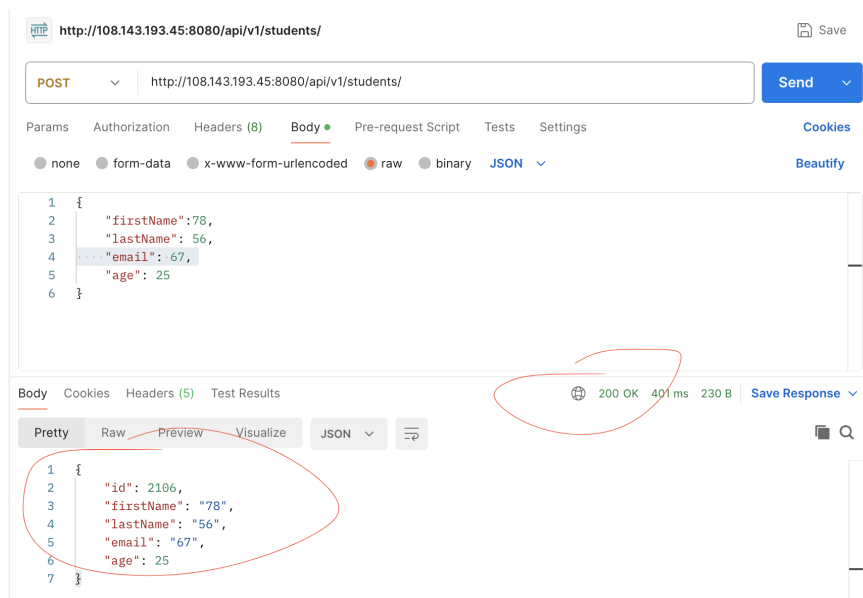 HTTP http://108.143.193.45:8080/api/v1/students/ Save
POST http://108.143.193.45:8080/api/v1/students/ Send
Params Authorization Headers (8) Body Pre-request Script Tests Settings Cookies
none form-data x-www-form-urlencoded raw binary JSON Beautify
1 {
2 "firstName":78,
3 "lastName": 56,
4 "email": 67,
5 "age": 25
6 }
Body Cookies Headers (5) Test Results 200 OK 401 ms 230 B Save Response
Pretty Raw Preview Visualize JSON
1 {
2 "id": 2106,
3 "firstName": "78",
4 "lastName": "56",
5 "email": "67",
6 "age": 25
7 }